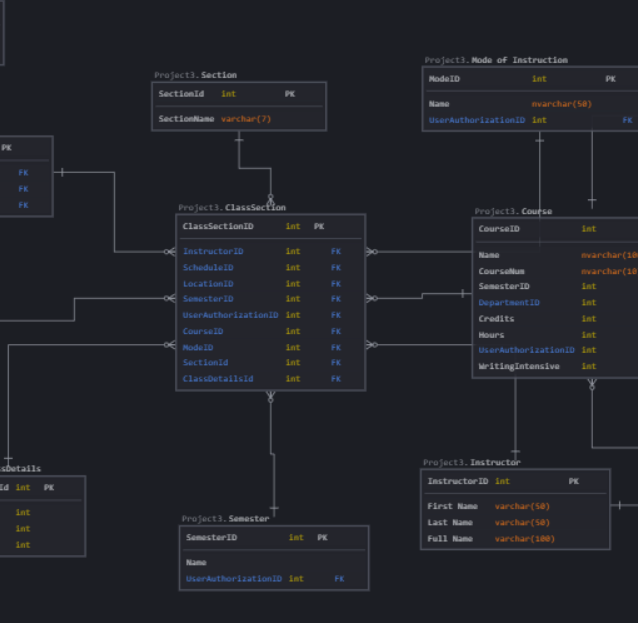 Project3.Section
SectionId int PK
SectionName varchar(7)
Project3.Mode of Instruction
ModeID int PK
Name nvarchar(50)
UserAuthorizationID int FK
PK
FK
FK
FK
Project3.ClassSection
ClassSectionID int PK
InstructorID int FK
ScheduleID int FK
LocationID int FK
SemesterID int FK
UserAuthorizationID int FK
CourseID int FK
ModeID int FK
SectionId int FK
ClassDetailsId int FK
Project3.Course
CourseID int
Name nvarchar(10
CourseNum nvarchar(10
SemesterID int
DepartmentID int
Credits int
Hours int
UserAuthorizationID int
WritingIntensive int
ssDetails
Id int PK
int
int
int
Project3.Semester
SemesterID int PK
Name
UserAuthorizationID int FK
Project3.Instructor
InstructorID int PK
First Name varchar(50)
Last Name varchar(50)
Full Name varchar(100)